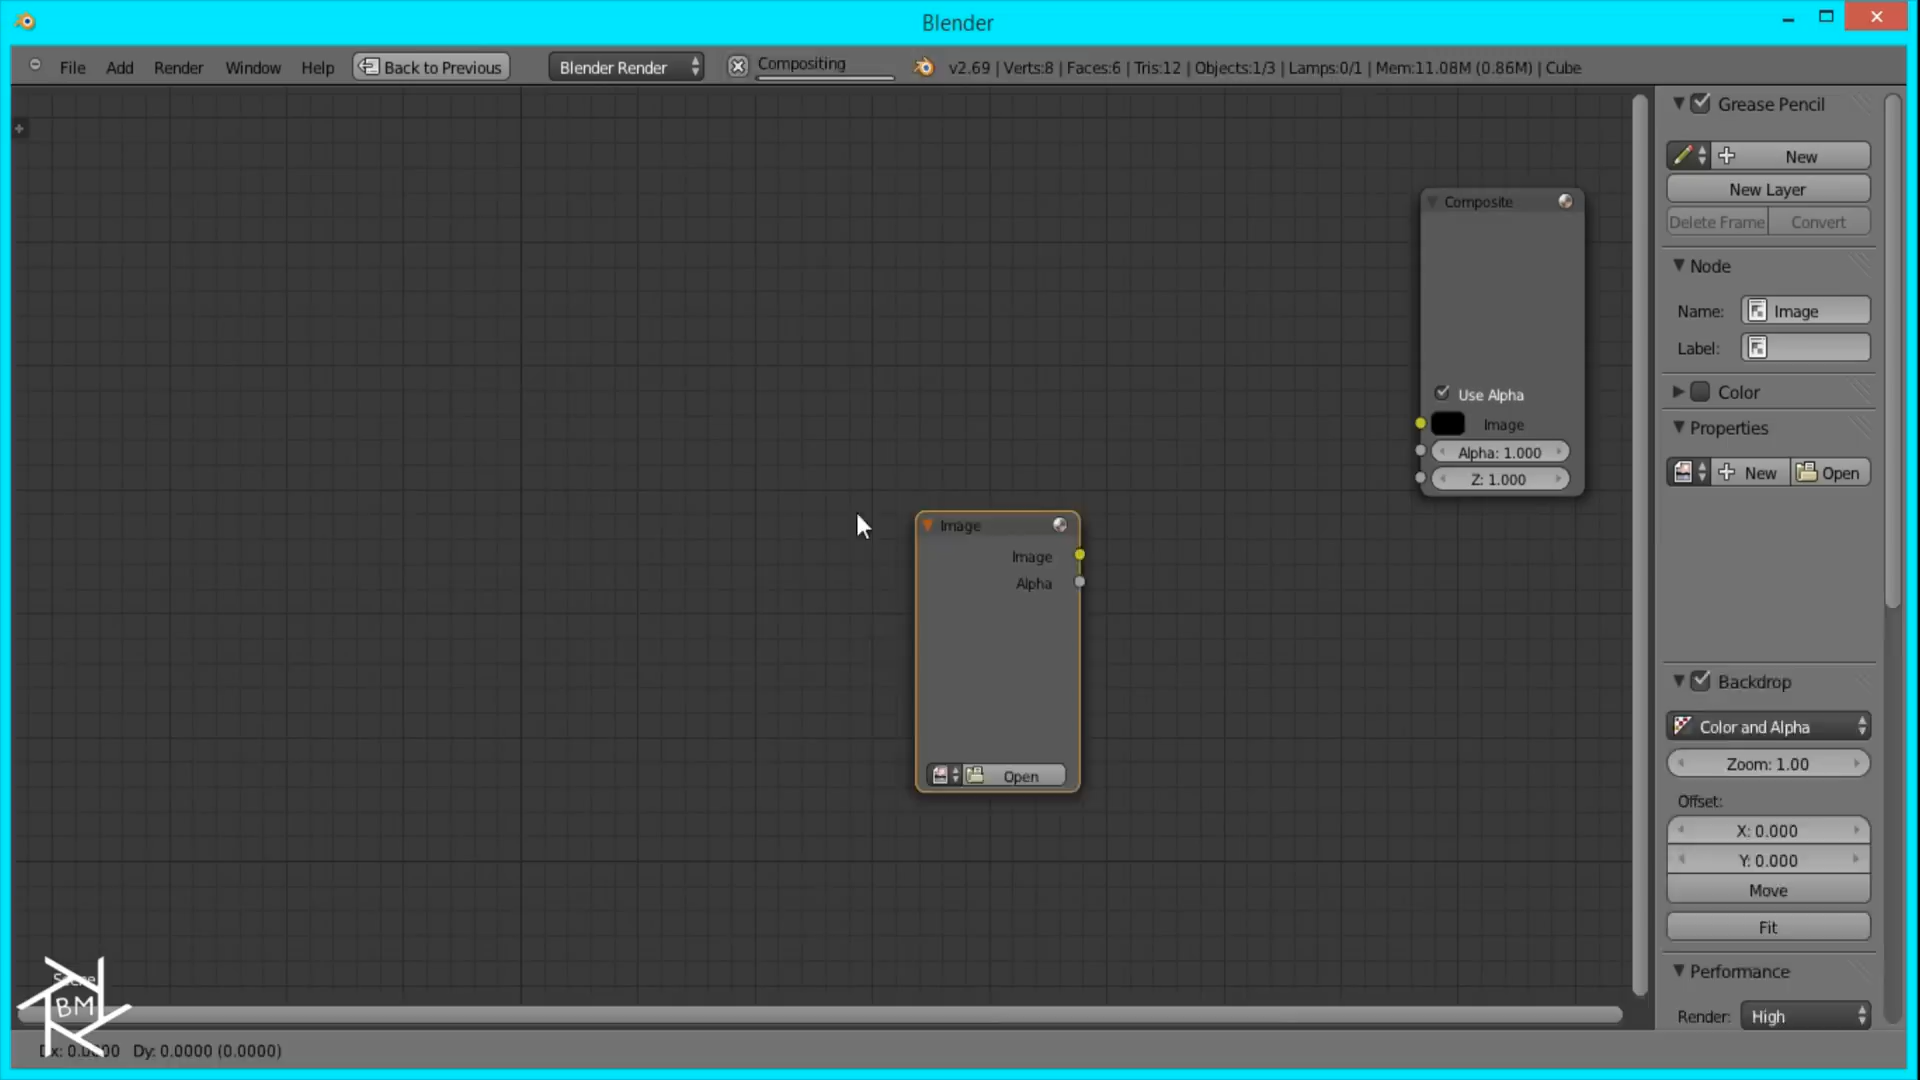 Blender
File Add Render Window Help Back to Previous Blender Render Compositing v2.69 | Verts:8 | Faces:6 | Tris:12 | Objects:1/3 | Lamps:0/1 | Mem:11.08M (0.86M) | Cube
Grease Pencil
New
New Layer
Delete Frame Convert
Node
Name: Image
Label:
Color
Properties
New Open
Backdrop
Color and Alpha
Zoom: 1.00
Offset:
X: 0.000
Y: 0.000
Move
Fit
Performance
Render: High
Composite
Use Alpha
Image
Alpha: 1.000
Z: 1.000
Image
Image
Alpha
Open
BM
Dy: 0.0000 (0.0000)